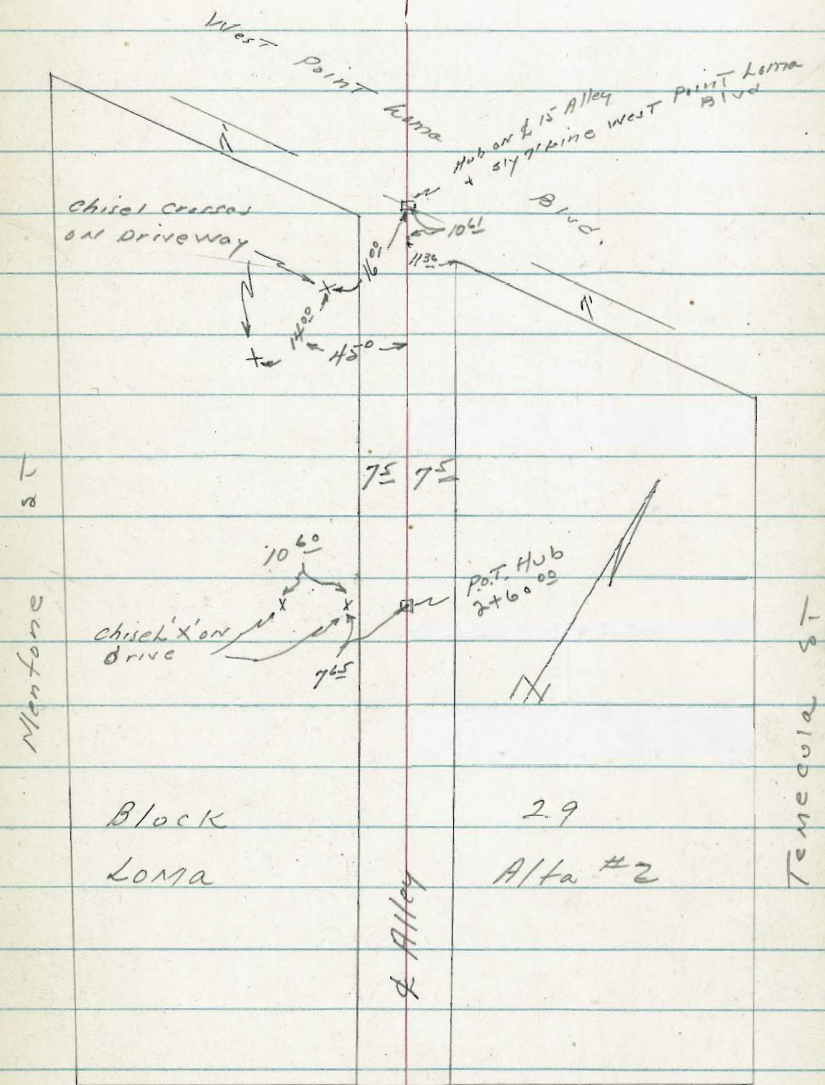 West Point Loma
Blvd.
Hub on ℄ 15 Alley
+ Sly Line West Point Loma
Blvd
Chisel Crosses
on Driveway
10 61
16 00
11 36
14 00
45°
7 5 7 5
10 60
P.O.T. Hub
2+60 00
Chisel 'X' on
drive
7 65
N
Mentone ST
Temecula ST
Block 29
Loma Alta #2
℄ Alley